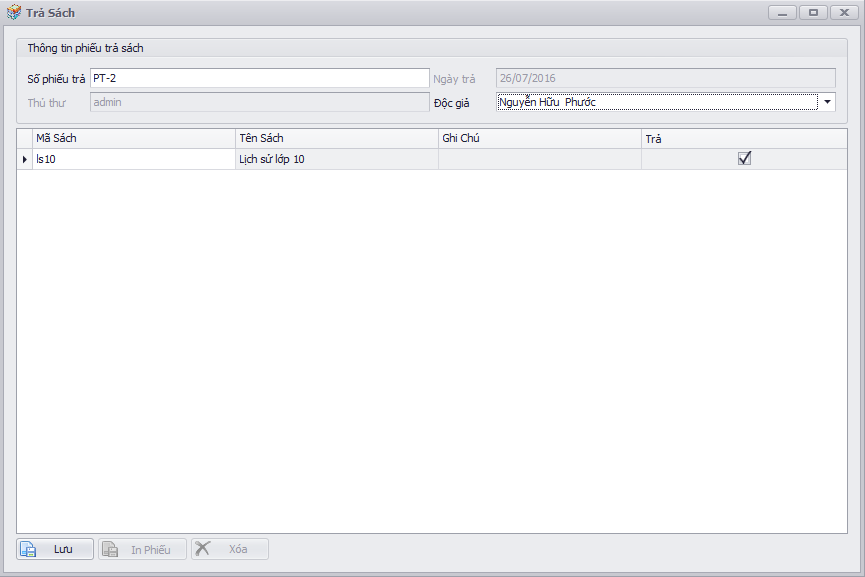 Trả Sách
Thông tin phiếu trả sách
Số phiếu trả PT-2 Ngày trả 26/07/2016
Thủ thư admin Độc giả Nguyễn Hữu Phước
Mã Sách Tên Sách Ghi Chú Trả
ls10 Lịch sử lớp 10
Lưu In Phiếu Xóa